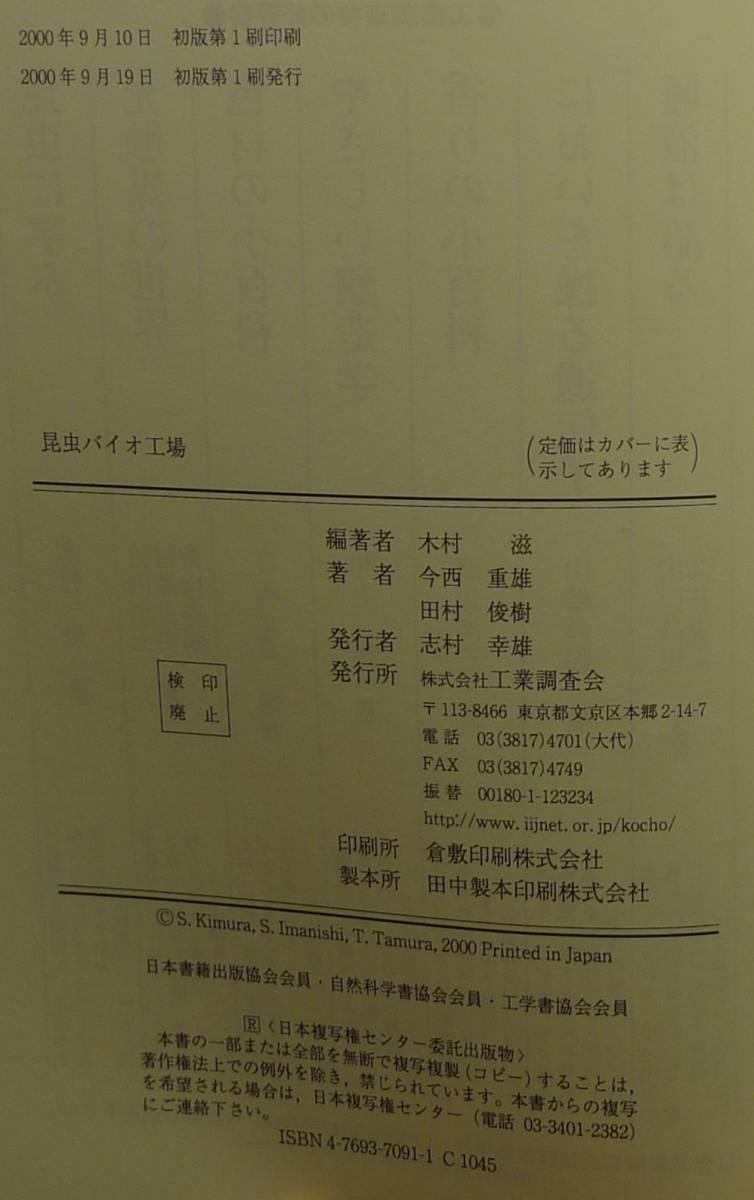 2000年9月10日　初版第1刷印刷
2000年9月19日　初版第1刷発行
昆虫バイオ工場
(定価はカバーに表
示してあります)
編著者　木村　滋
著　者　今西　重雄
田村　俊樹
発行者　志村　幸雄
発行所　株式会社工業調査会
〒113-8466 東京都文京区本郷2-14-7
電話　03(3817)4701(大代)
FAX　03(3817)4749
振替　00180-1-123234
http://www.iijnet.or.jp/kocho/
印刷所　倉敷印刷株式会社
製本所　田中製本印刷株式会社
検印
廃止
©S. Kimura, S. Imanishi, T. Tamura, 2000 Printed in Japan
日本書籍出版協会会員・自然科学書協会会員・工学書協会会員
R〈日本複写権センター委託出版物〉
本書の一部または全部を無断で複写複製(コピー)することは,
著作権法上での例外を除き,禁じられています。本書からの複写
を希望される場合は,日本複写権センター(電話 03-3401-2382)
にご連絡下さい。
ISBN 4-7693-7091-1 C 1045